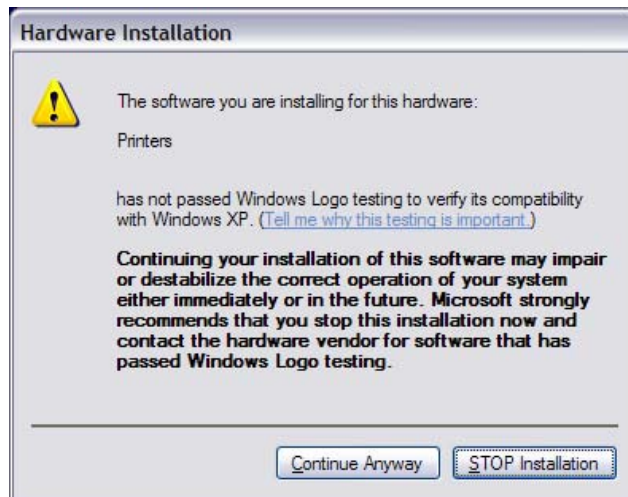 Hardware Installation
The software you are installing for this hardware:
Printers
has not passed Windows Logo testing to verify its compatibility
with Windows XP. (Tell me why this testing is important.)
Continuing your installation of this software may impair
or destabilize the correct operation of your system
either immediately or in the future. Microsoft strongly
recommends that you stop this installation now and
contact the hardware vendor for software that has
passed Windows Logo testing.
Continue Anyway
STOP Installation